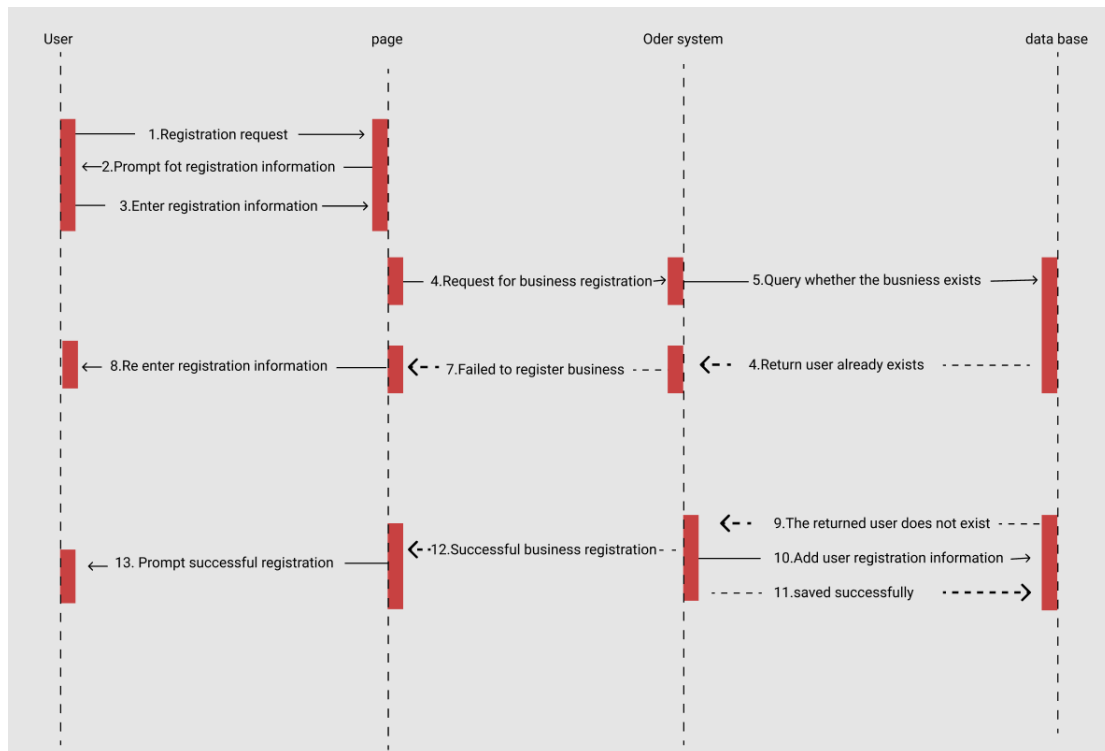 User
page
Oder system
data base
1.Registration request
2.Prompt fot registration information
3.Enter registration information
4.Request for business registration
5.Query whether the busniess exists
8.Re enter registration information
7.Failed to register business
4.Return user already exists
9.The returned user does not exist
12.Successful business registration
10.Add user registration information
13. Prompt successful registration
11.saved successfully